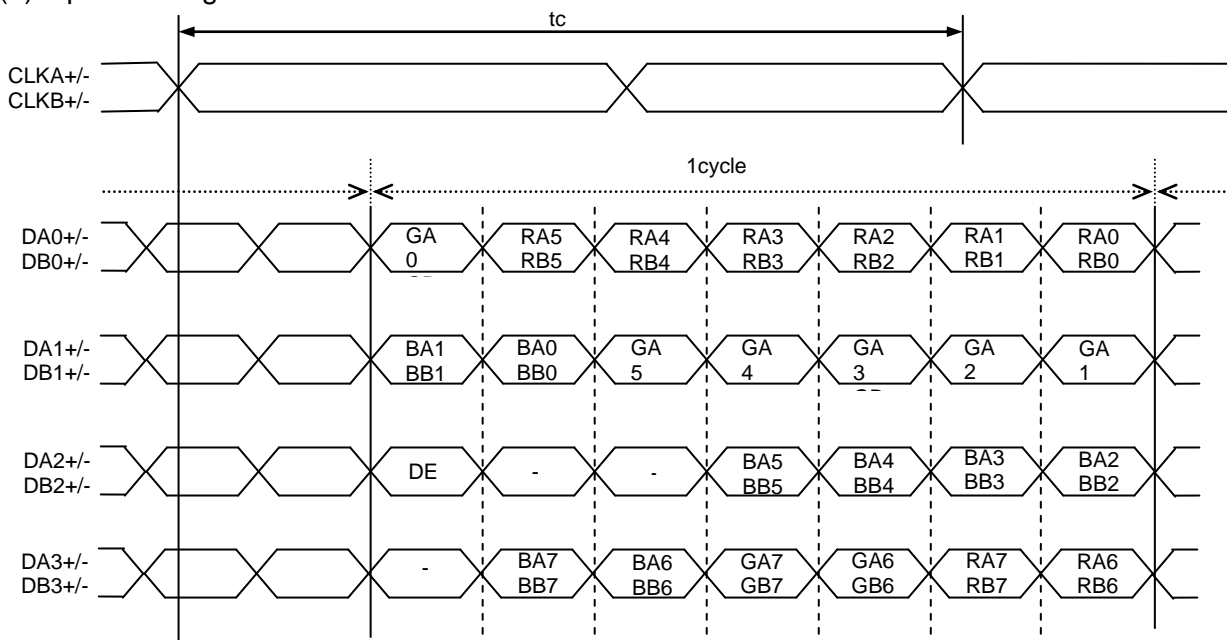 tc
CLKA+/-
CLKB+/-
1cycle
DA0+/-
DB0+/-
GA
0
RA5
RB5
RA4
RB4
RA3
RB3
RA2
RB2
RA1
RB1
RA0
RB0
DA1+/-
DB1+/-
BA1
BB1
BA0
BB0
GA
5
GA
4
GA
3
GA
2
GA
1
DA2+/-
DB2+/-
DE
-
-
BA5
BB5
BA4
BB4
BA3
BB3
BA2
BB2
DA3+/-
DB3+/-
-
BA7
BB7
BA6
BB6
GA7
GB7
GA6
GB6
RA7
RB7
RA6
RB6